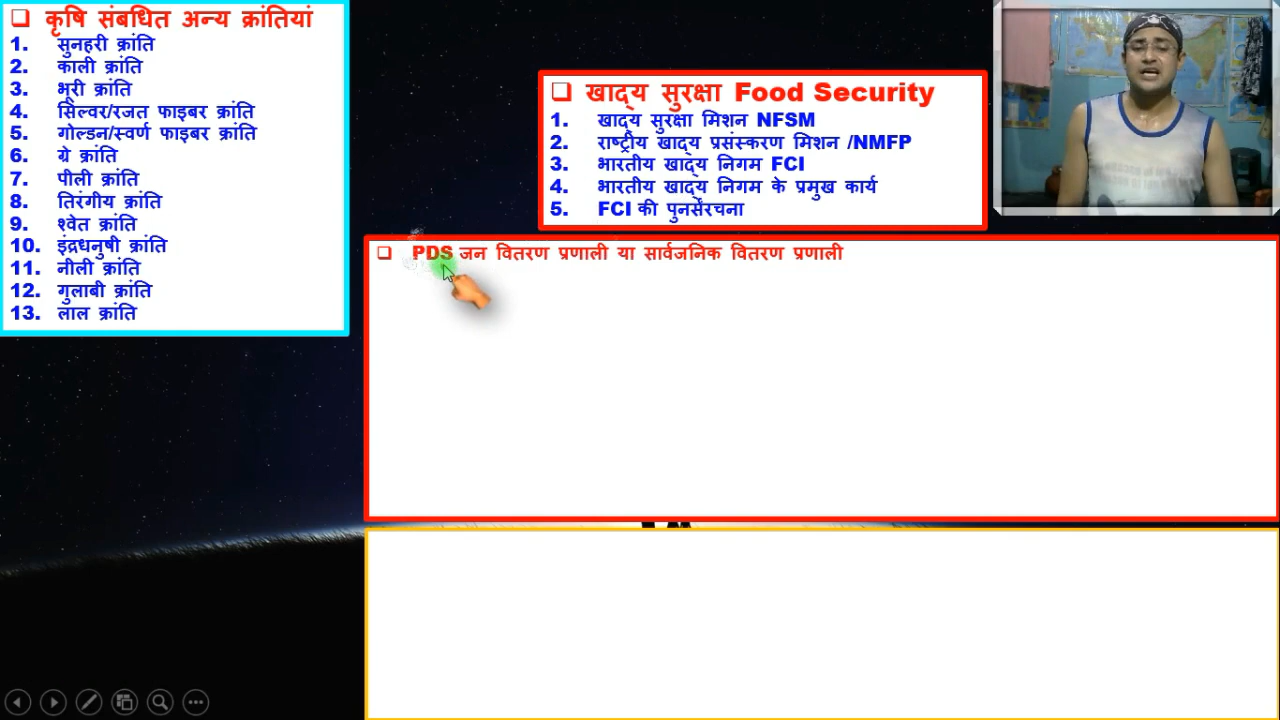 ❑ कृषि संबधित अन्य क्रांतियां
1. सुनहरी क्रांति
2. काली क्रांति
3. भूरी क्रांति
4. सिल्वर/रजत फाइबर क्रांति
5. गोल्डन/स्वर्ण फाइबर क्रांति
6. ग्रे क्रांति
7. पीली क्रांति
8. तिरंगीय क्रांति
9. श्वेत क्रांति
10. इंद्रधनुषी क्रांति
11. नीली क्रांति
12. गुलाबी क्रांति
13. लाल क्रांति
❑ खाद्य सुरक्षा Food Security
1. खाद्य सुरक्षा मिशन NFSM
2. राष्ट्रीय खाद्य प्रसंस्करण मिशन /NMFP
3. भारतीय खाद्य निगम FCI
4. भारतीय खाद्य निगम के प्रमुख कार्य
5. FCI की पुनर्संरचना
❑ PDS जन वितरण प्रणाली या सार्वजनिक वितरण प्रणाली